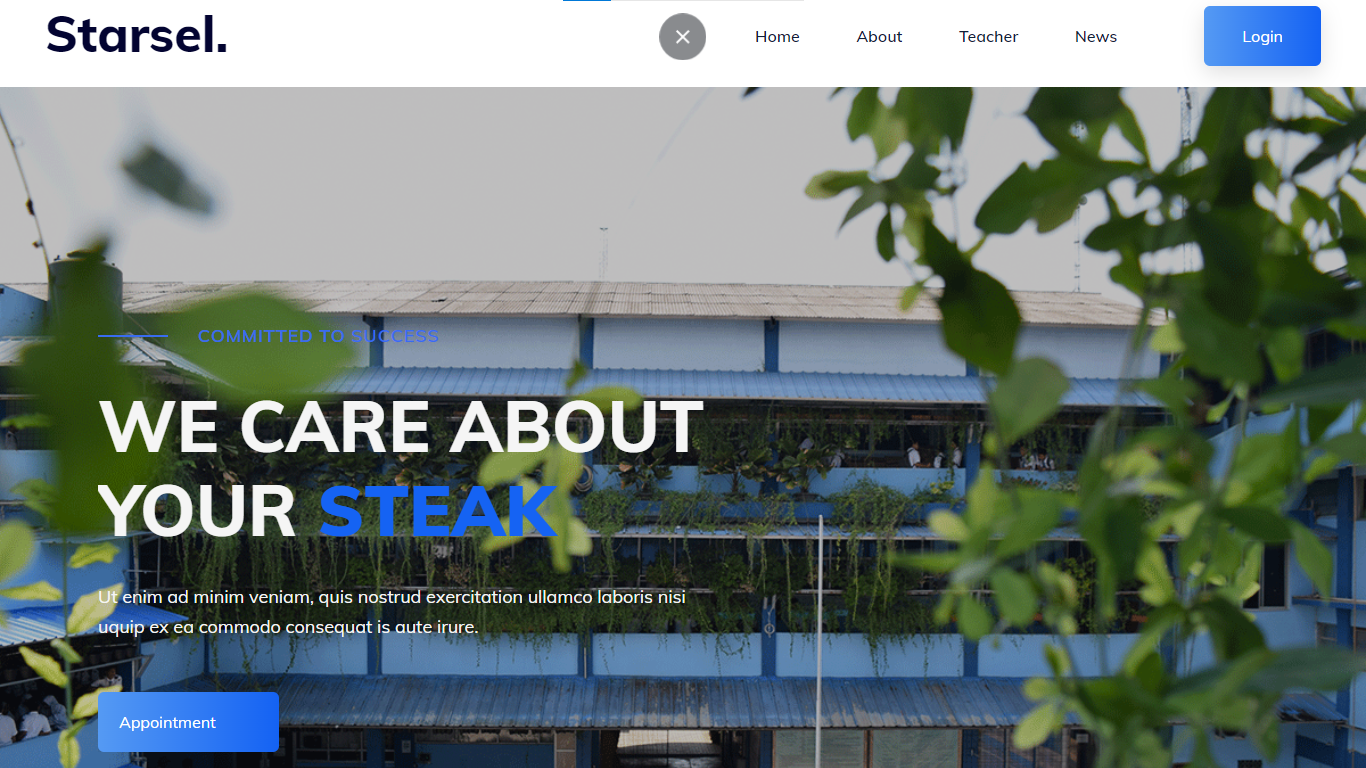 Starsel.
Home
About
Teacher
News
Login
COMMITTED TO SUCCESS
WE CARE ABOUT
YOUR STEAK
Ut enim ad minim veniam, quis nostrud exercitation ullamco laboris nisi
uquip ex ea commodo consequat is aute irure.
Appointment